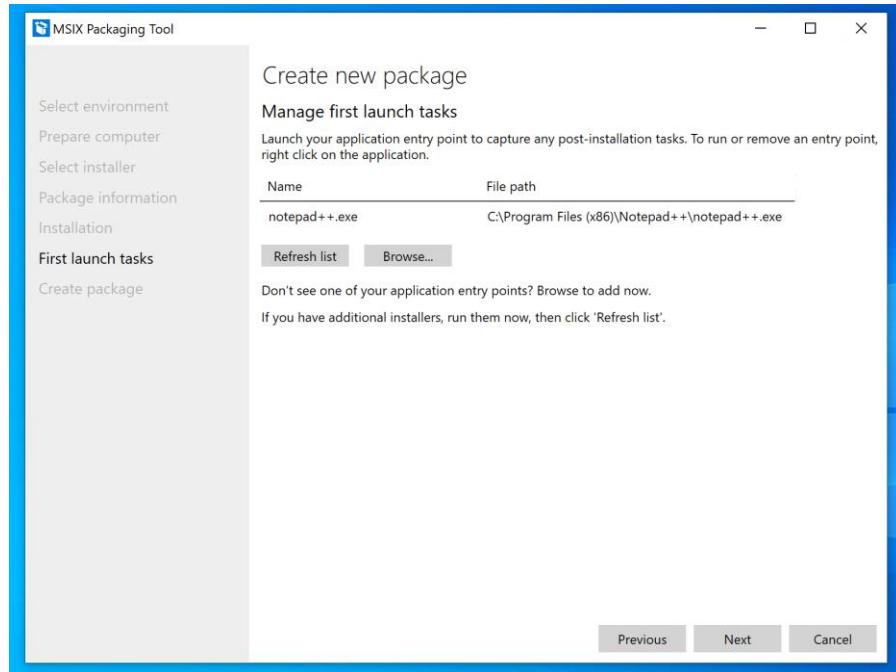 MSIX Packaging Tool
Select environment
Prepare computer
Select installer
Package information
Installation
First launch tasks
Create package
Create new package
Manage first launch tasks
Launch your application entry point to capture any post-installation tasks. To run or remove an entry point,
right click on the application.
Name File path
notepad++.exe C:\Program Files (x86)\Notepad++\notepad++.exe
Refresh list Browse...
Don't see one of your application entry points? Browse to add now.
If you have additional installers, run them now, then click 'Refresh list'.
Previous Next Cancel